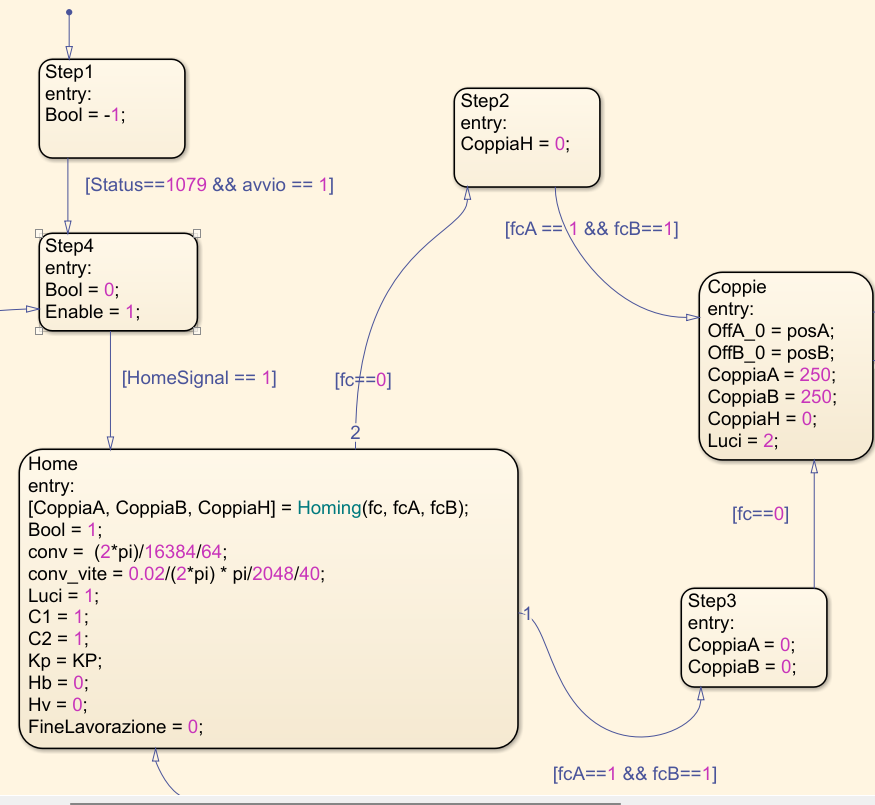 Step1
entry:
Bool = -1;
[Status==1079 && avvio == 1]
Step4
entry:
Bool = 0;
Enable = 1;
[HomeSignal == 1]
Step2
entry:
CoppiaH = 0;
[fcA == 1 && fcB==1]
[fc==0]
2
Coppie
entry:
OffA_0 = posA;
OffB_0 = posB;
CoppiaA = 250;
CoppiaB = 250;
CoppiaH = 0;
Luci = 2;
Home
entry:
[CoppiaA, CoppiaB, CoppiaH] = Homing(fc, fcA, fcB);
Bool = 1;
conv =  (2*pi)/16384/64;
conv_vite = 0.02/(2*pi) * pi/2048/40;
Luci = 1;
C1 = 1;
C2 = 1;
Kp = KP;
Hb = 0;
Hv = 0;
FineLavorazione = 0;
1
[fc==0]
Step3
entry:
CoppiaA = 0;
CoppiaB = 0;
[fcA==1 && fcB==1]